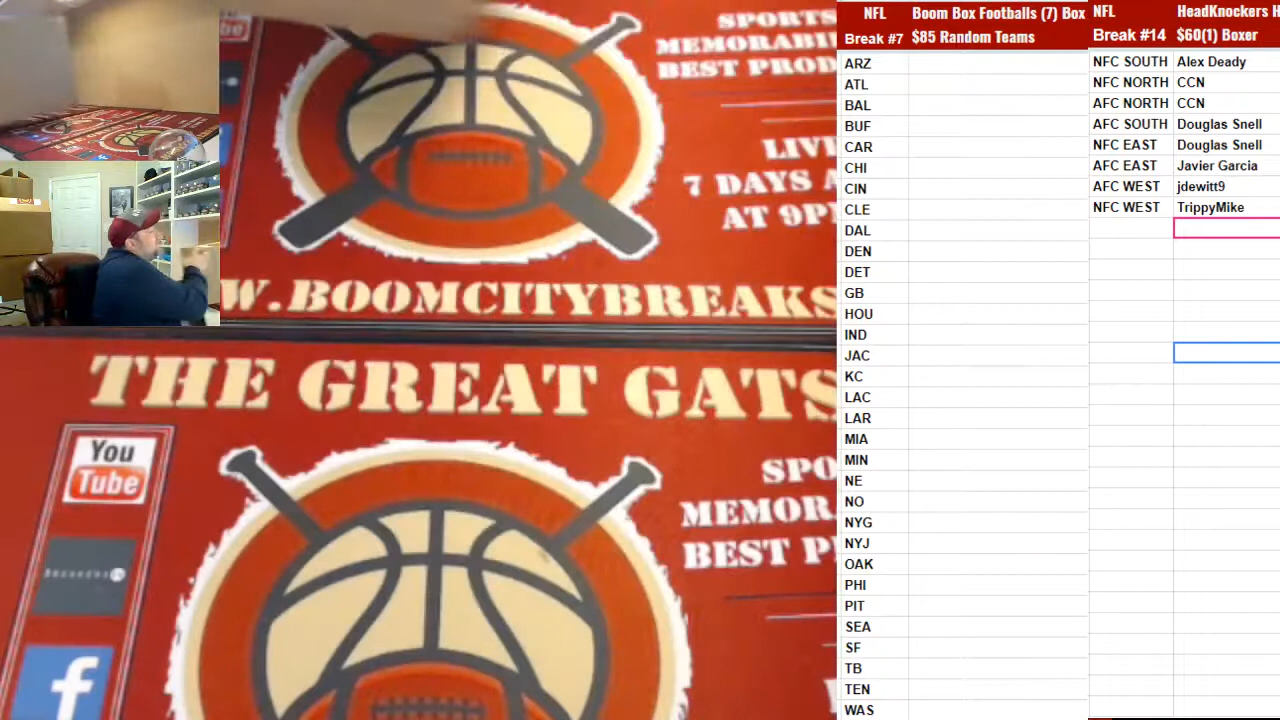 be
SPORTS
MEMORABI
BEST PROD
LIV
7 DAYS A
AT 9P
W.BOOMCITYBREAKS
THE GREAT GATS
You
Tube
f
SPO
MEMOR
BEST P
NFL Boom Box Footballs (7) Box
Break #7 $85 Random Teams
ARZ
ATL
BAL
BUF
CAR
CHI
CIN
CLE
DAL
DEN
DET
GB
HOU
IND
JAC
KC
LAC
LAR
MIA
MIN
NE
NO
NYG
NYJ
OAK
PHI
PIT
SEA
SF
TB
TEN
WAS
NFL HeadKnockers H
Break #14 $60(1) Boxer
NFC SOUTH Alex Deady
NFC NORTH CCN
AFC NORTH CCN
AFC SOUTH Douglas Snell
NFC EAST Douglas Snell
AFC EAST Javier Garcia
AFC WEST jdewitt9
NFC WEST TrippyMike